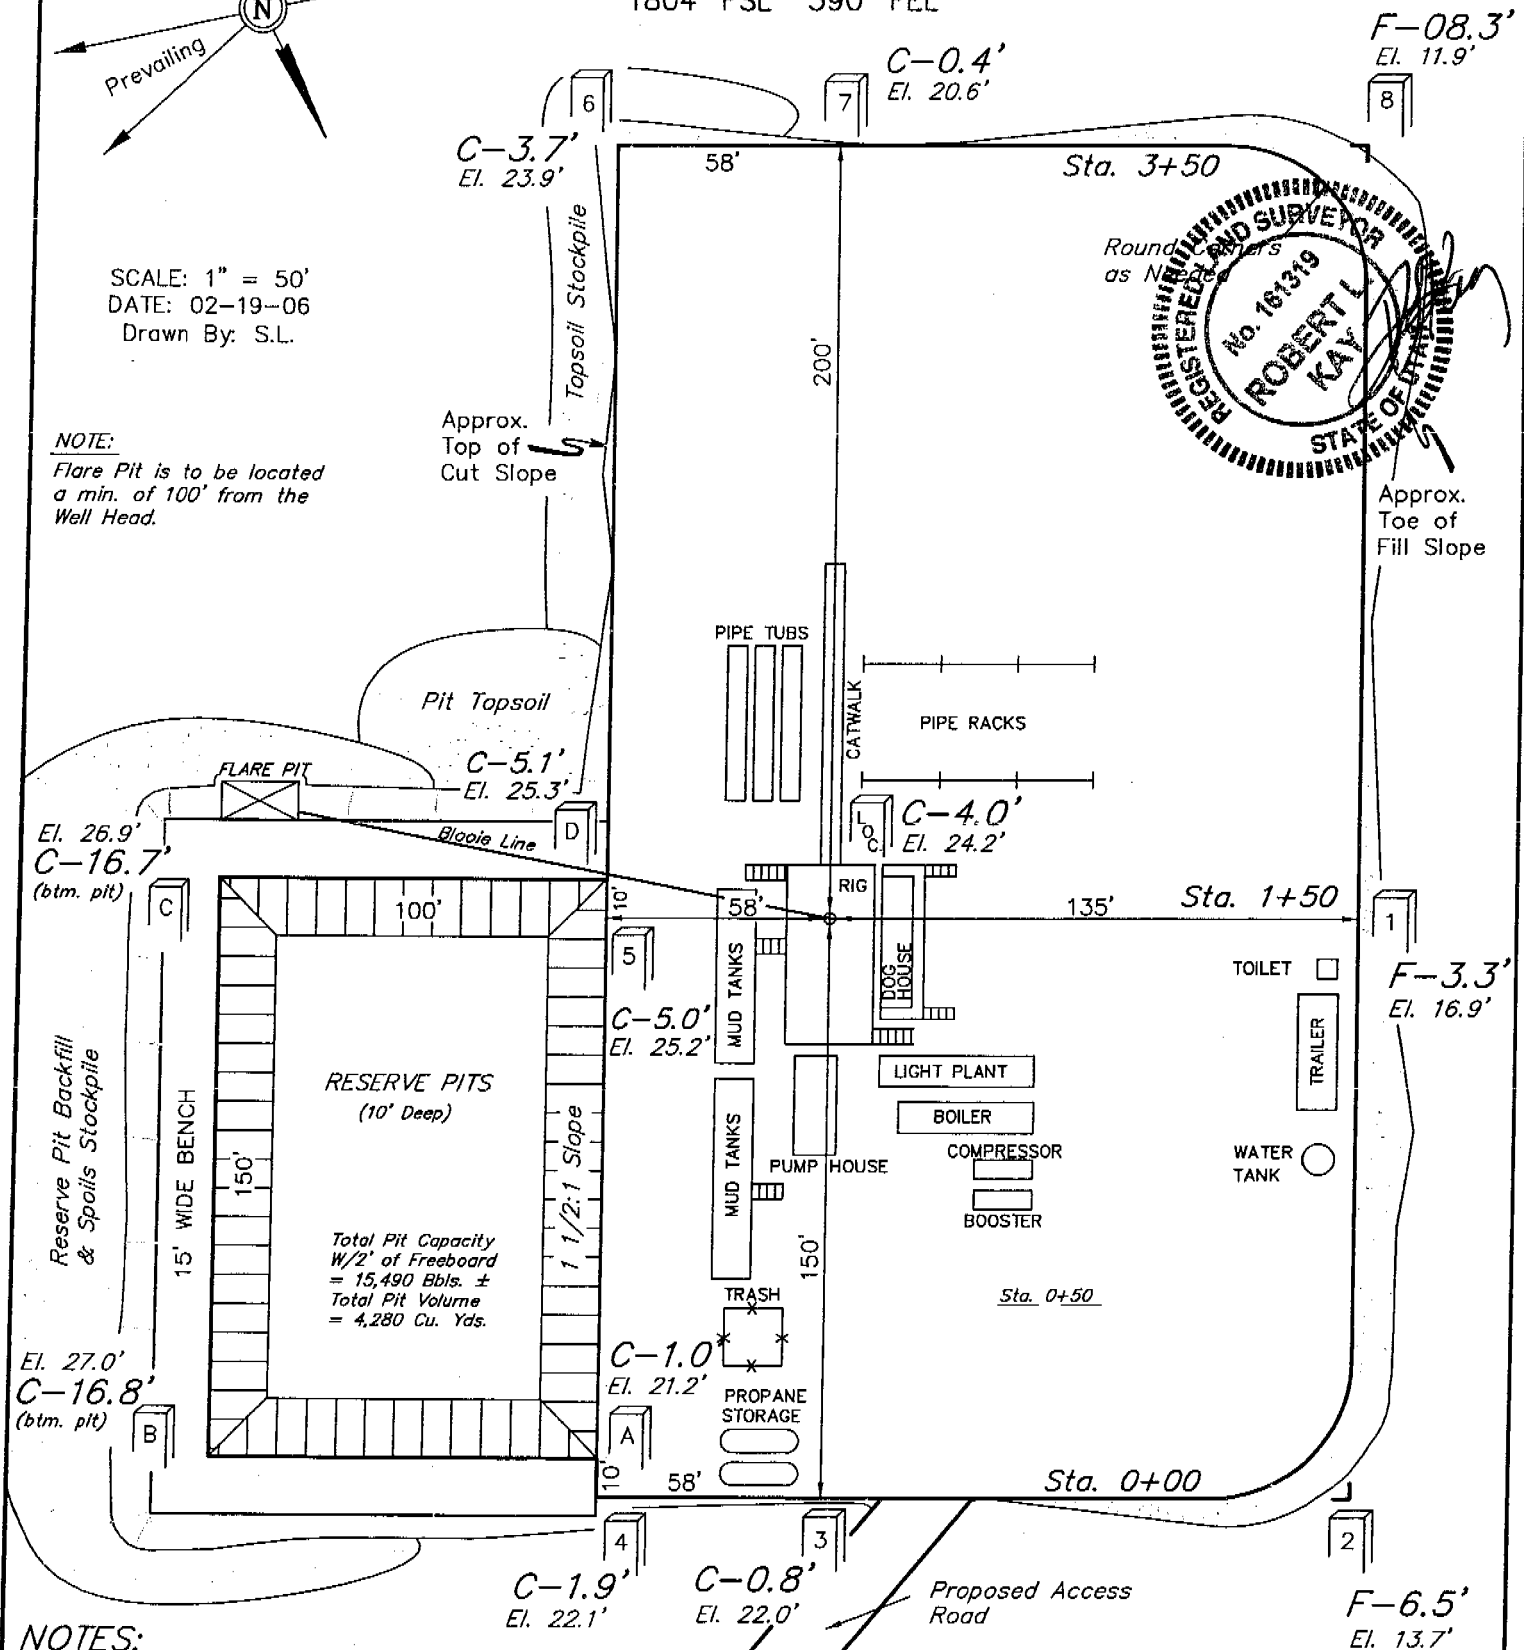 1804' FSL 590' FEL
N
Prevailing
F-08.3'
El. 11.9'
C-0.4'
El. 20.6'
6
7
8
C-3.7'
El. 23.9'
58'
Sta. 3+50
SCALE: 1" = 50'
DATE: 02-19-06
Drawn By: S.L.
Topsoil Stockpile
200'
Round Corners
as Needed
REGISTERED LAND SURVEYOR
No. 161319
ROBERT L.
KAY
STATE OF UTAH
NOTE:
Flare Pit is to be located
a min. of 100' from the
Well Head.
Approx.
Top of
Cut Slope
Approx.
Toe of
Fill Slope
PIPE TUBS
CATWALK
PIPE RACKS
Pit Topsoil
FLARE PIT
C-5.1'
El. 25.3'
D
Blooie Line
LOC.
C-4.0'
El. 24.2'
El. 26.9'
C-16.7'
(btm. pit)
C
100'
10'
58'
RIG
135'
Sta. 1+50
1
5
C-5.0'
El. 25.2'
MUD TANKS
DOG
HOUSE
TOILET
F-3.3'
El. 16.9'
TRAILER
LIGHT PLANT
BOILER
COMPRESSOR
PUMP HOUSE
BOOSTER
WATER
TANK
MUD TANKS
RESERVE PITS
(10' Deep)
Reserve Pit Backfill
& Spoils Stockpile
15' WIDE BENCH
150'
1 1/2:1 Slope
Total Pit Capacity
W/2' of Freeboard
= 15,490 Bbls. ±
Total Pit Volume
= 4,280 Cu. Yds.
150'
TRASH
Sta. 0+50
El. 27.0'
C-16.8'
(btm. pit)
B
C-1.0'
El. 21.2'
A
PROPANE
STORAGE
10'
58'
Sta. 0+00
4
3
2
C-1.9'
El. 22.1'
C-0.8'
El. 22.0'
Proposed Access
Road
F-6.5'
El. 13.7'
NOTES: